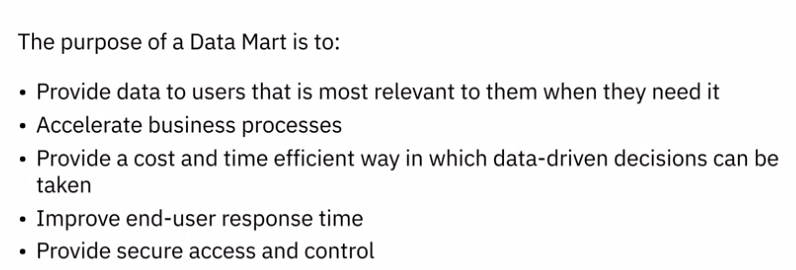 The purpose of a Data Mart is to:
• Provide data to users that is most relevant to them when they need it
• Accelerate business processes
• Provide a cost and time efficient way in which data-driven decisions can be
taken
• Improve end-user response time
• Provide secure access and control